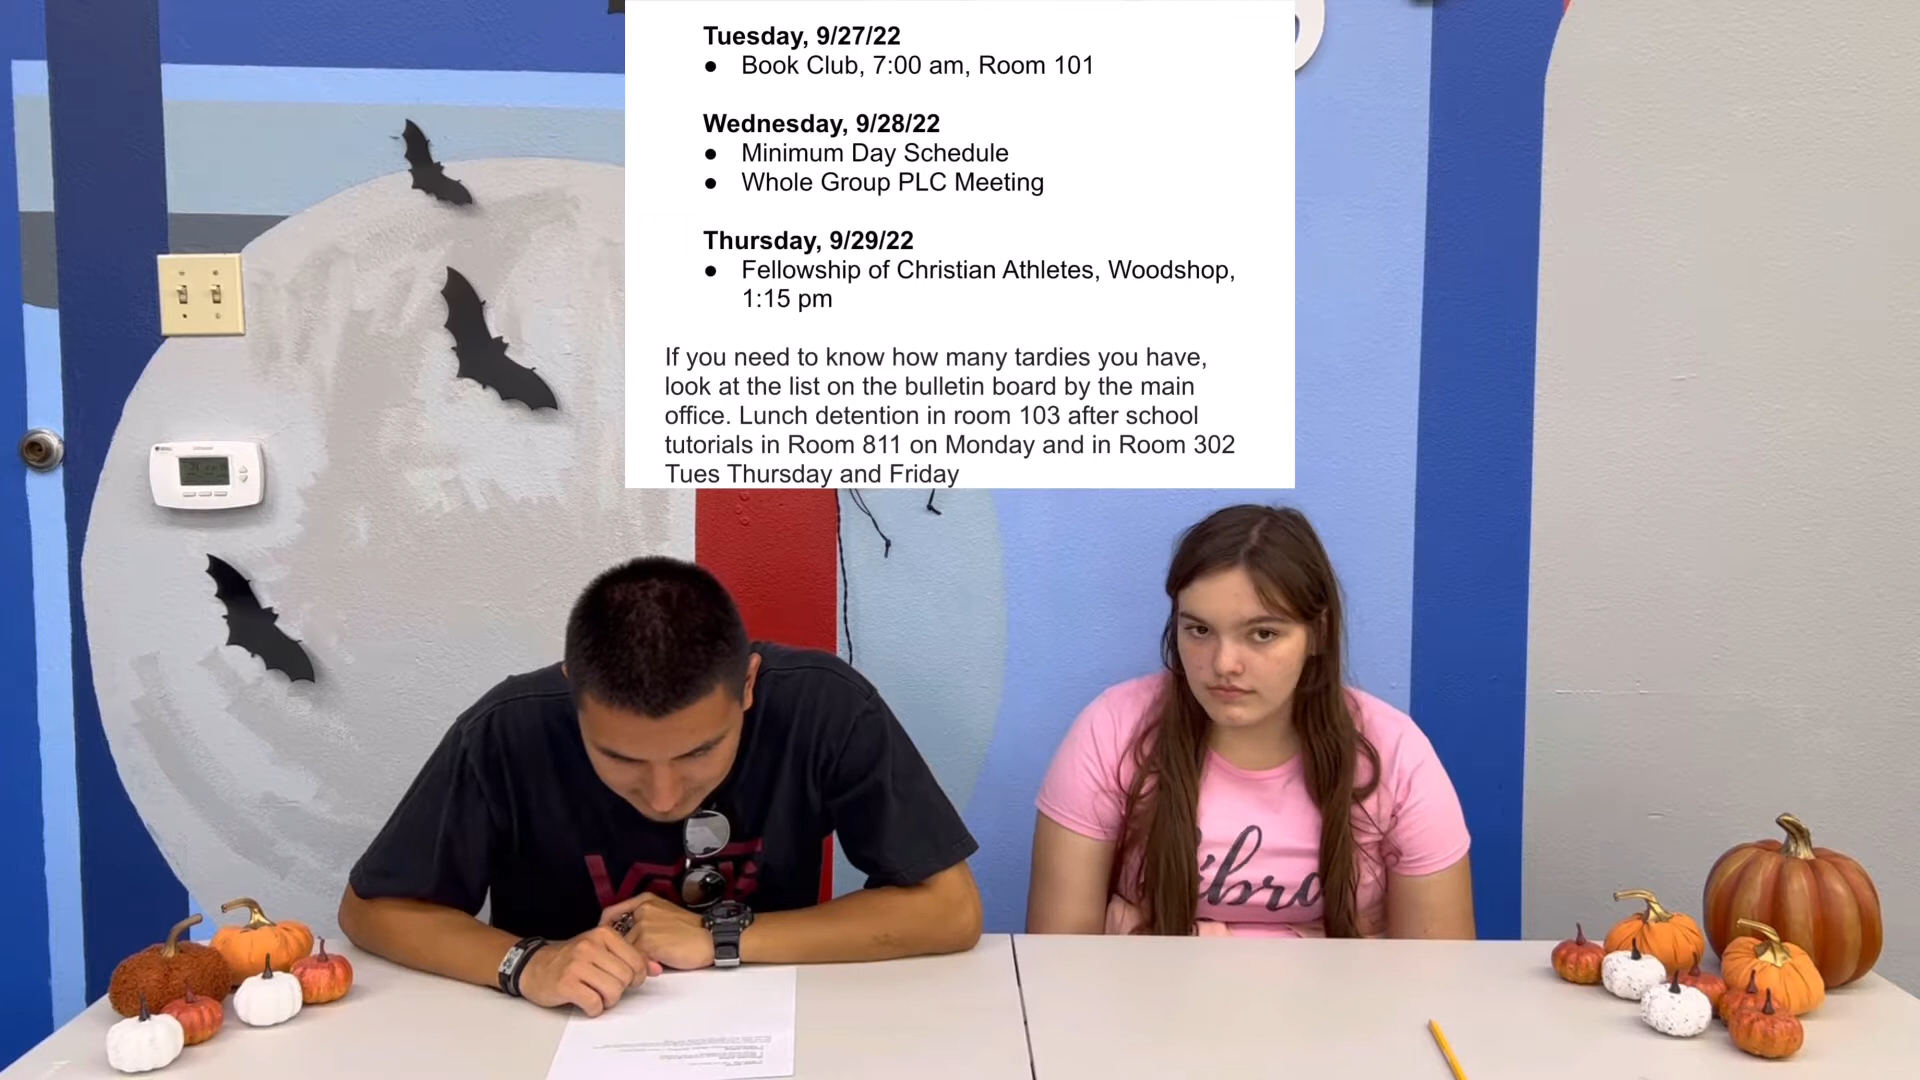 Tuesday, 9/27/22
● Book Club, 7:00 am, Room 101
Wednesday, 9/28/22
● Minimum Day Schedule
● Whole Group PLC Meeting
Thursday, 9/29/22
● Fellowship of Christian Athletes, Woodshop,
1:15 pm
If you need to know how many tardies you have,
look at the list on the bulletin board by the main
office. Lunch detention in room 103 after school
tutorials in Room 811 on Monday and in Room 302
Tues Thursday and Friday